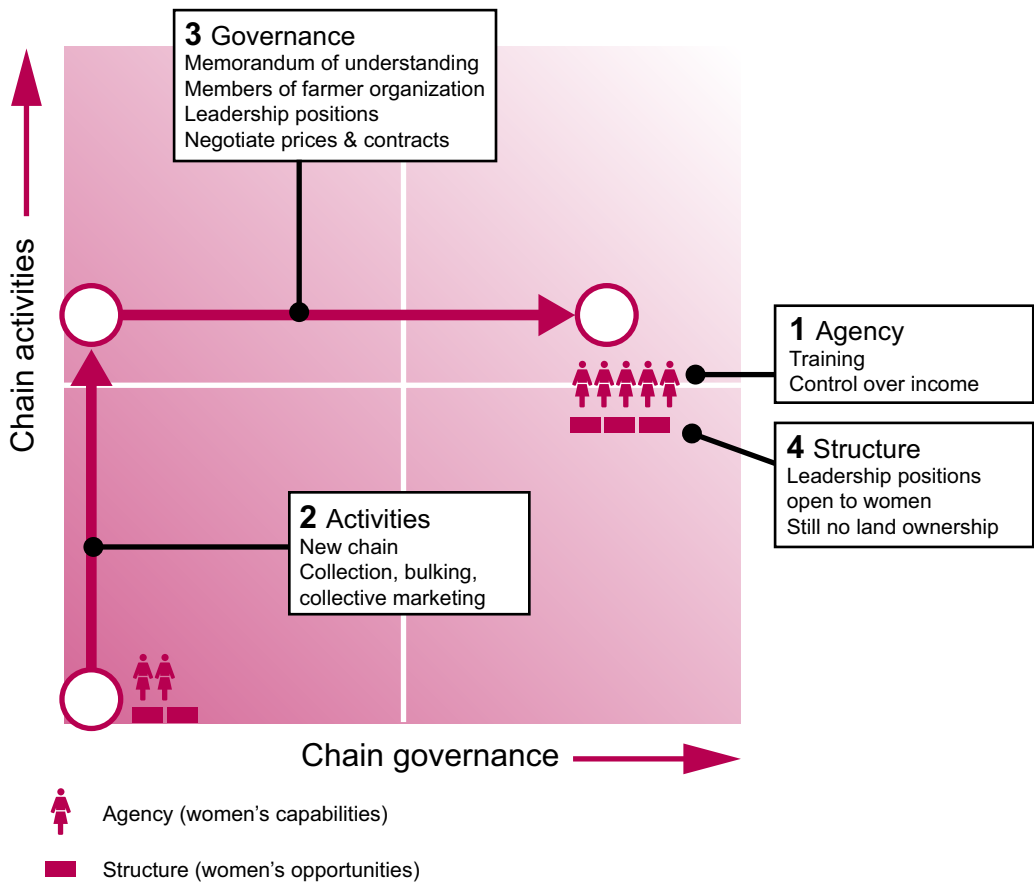 3 Governance
Memorandum of understanding
Members of farmer organization
Leadership positions
Negotiate prices & contracts
Chain activities
1 Agency
Training
Control over income
4 Structure
Leadership positions
open to women
Still no land ownership
2 Activities
New chain
Collection, bulking,
collective marketing
Chain governance
Agency (women's capabilities)
Structure (women's opportunities)